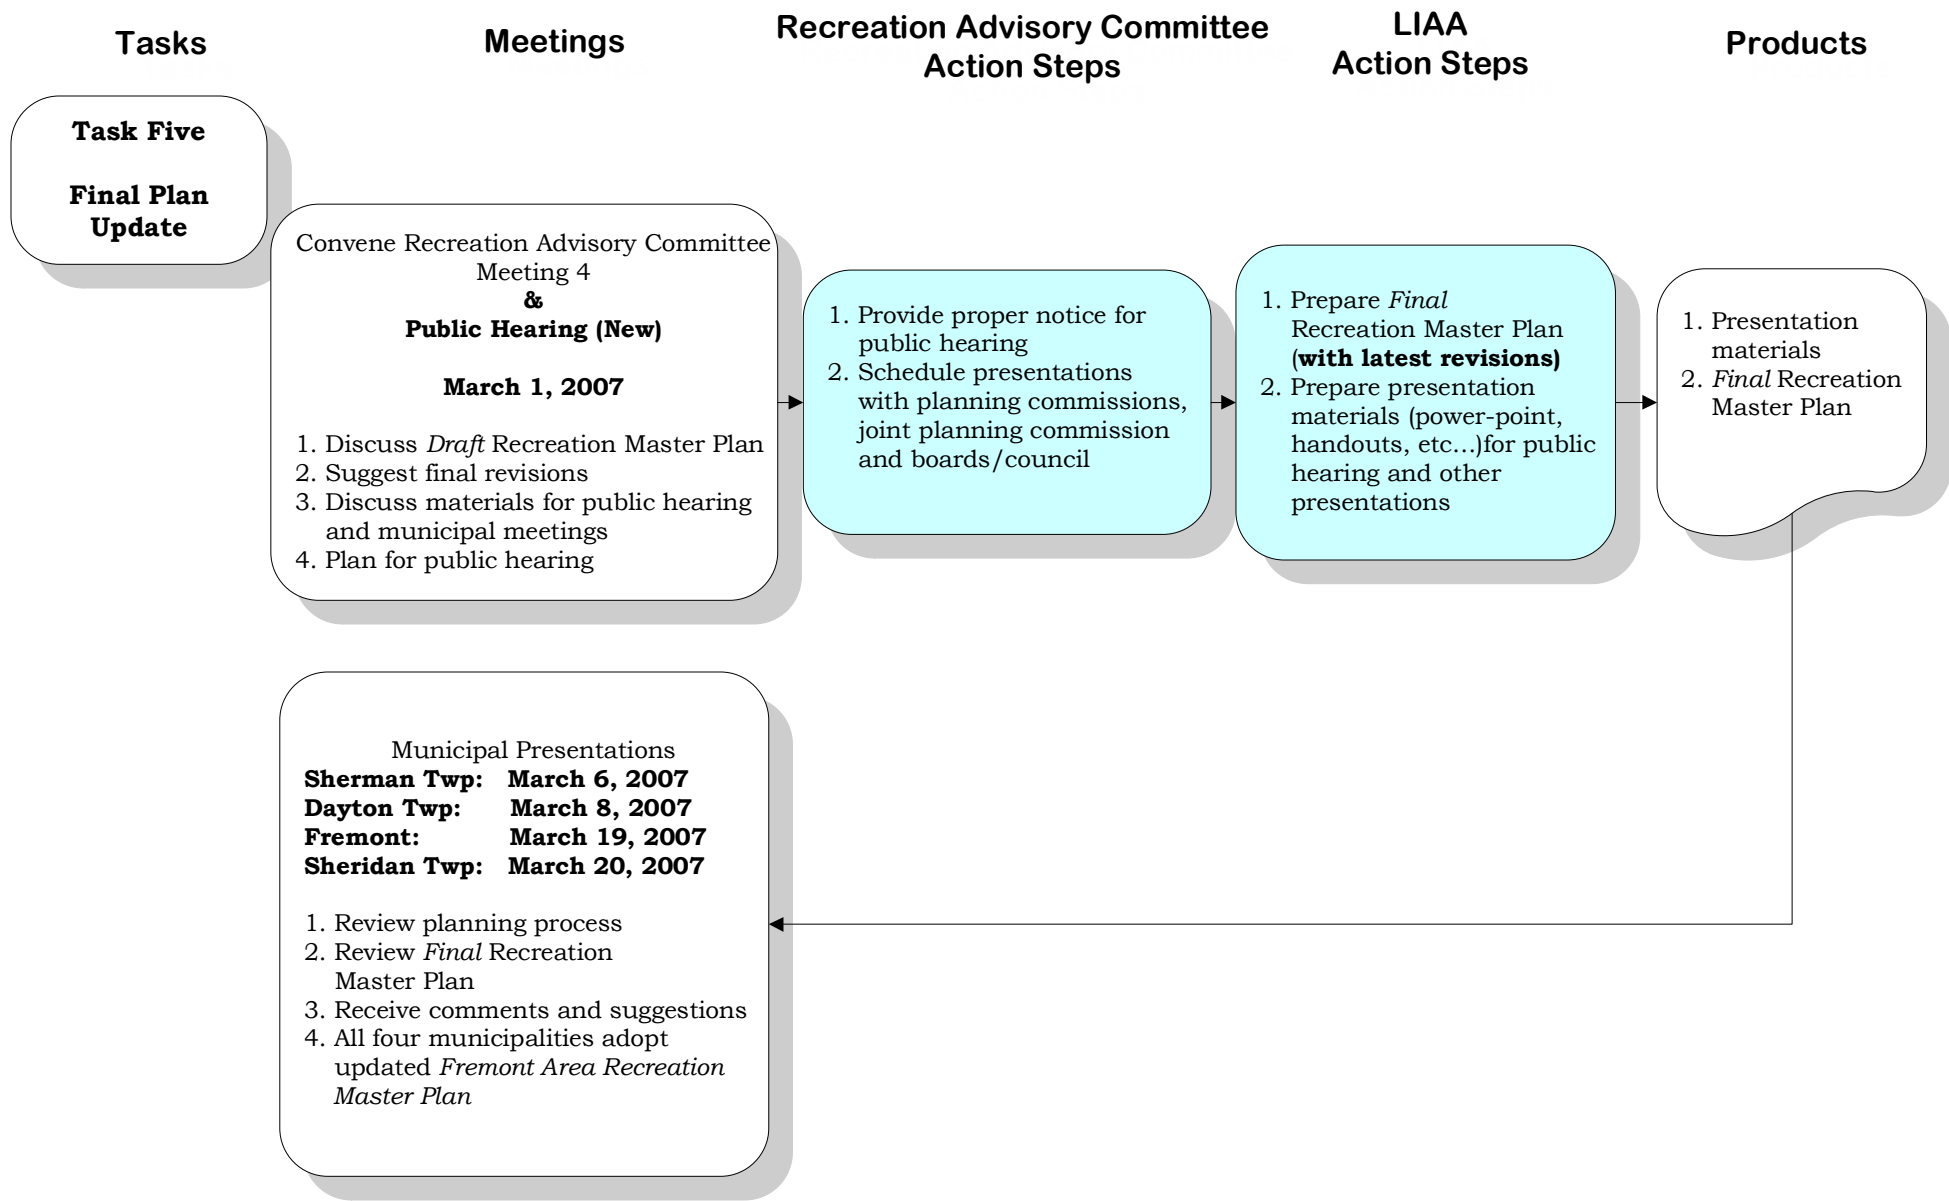 Tasks
Meetings
Recreation Advisory Committee
Action Steps
LIAA
Action Steps
Products
Task Five
Final Plan
Update
Convene Recreation Advisory Committee
Meeting 4
&
Public Hearing (New)
March 1, 2007
1. Discuss Draft Recreation Master Plan
2. Suggest final revisions
3. Discuss materials for public hearing
and municipal meetings
4. Plan for public hearing
1. Provide proper notice for
public hearing
2. Schedule presentations
with planning commissions,
joint planning commission
and boards/council
1. Prepare Final
Recreation Master Plan
(with latest revisions)
2. Prepare presentation
materials (power-point,
handouts, etc...)for public
hearing and other
presentations
1. Presentation
materials
2. Final Recreation
Master Plan
Municipal Presentations
Sherman Twp: March 6, 2007
Dayton Twp: March 8, 2007
Fremont: March 19, 2007
Sheridan Twp: March 20, 2007
1. Review planning process
2. Review Final Recreation
Master Plan
3. Receive comments and suggestions
4. All four municipalities adopt
updated Fremont Area Recreation
Master Plan